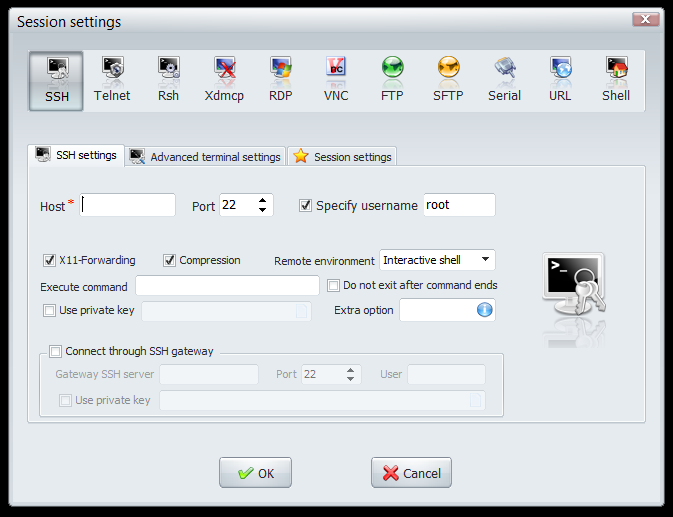 Session settings
SSH Telnet Rsh Xdmcp RDP VNC FTP SFTP Serial URL Shell
SSH settings Advanced terminal settings Session settings
Host * Port 22 Specify username root
X11-Forwarding Compression Remote environment Interactive shell
Execute command Do not exit after command ends
Use private key Extra option
Connect through SSH gateway
Gateway SSH server Port 22 User
Use private key
OK Cancel